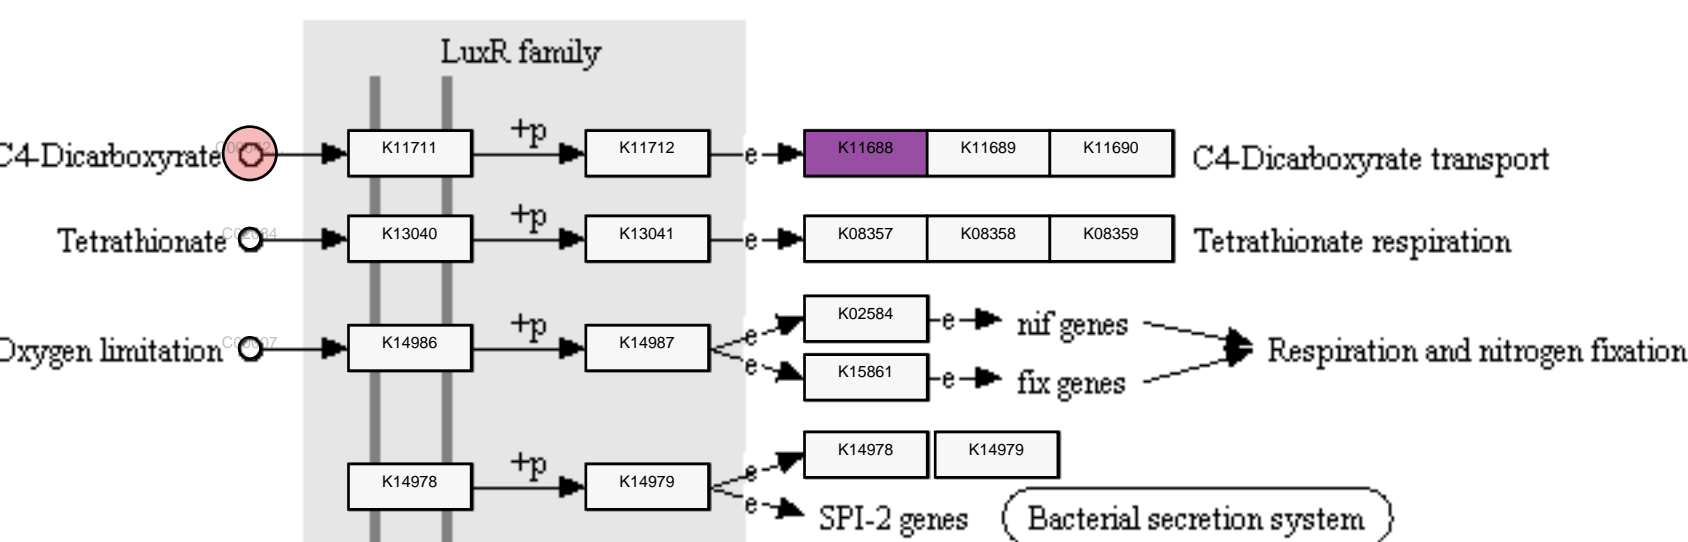 LuxR family
C4-Dicarboxyrate K11711 +p K11712 e K11688 K11689 K11690 C4-Dicarboxyrate transport
Tetrathionate K13040 +p K13041 e K08357 K08358 K08359 Tetrathionate respiration
Oxygen limitation K14986 +p K14987 e K02584 e nif genes
e K15861 e fix genes
Respiration and nitrogen fixation
K14978 +p K14979 e K14978 K14979
e SPI-2 genes Bacterial secretion system